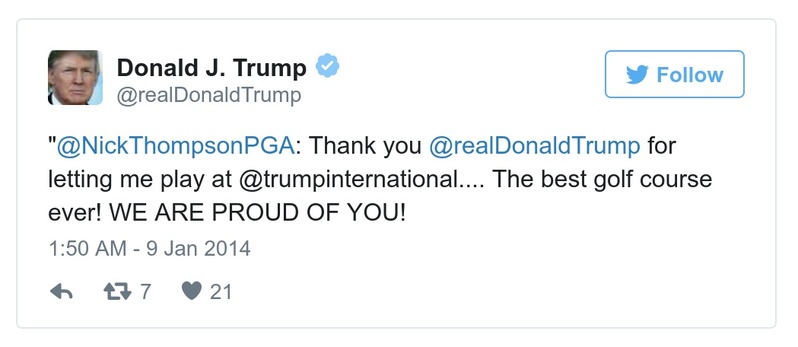 Donald J. Trump
@realDonaldTrump
Follow
"@NickThompsonPGA: Thank you @realDonaldTrump for
letting me play at @trumpinternational.... The best golf course
ever! WE ARE PROUD OF YOU!
1:50 AM - 9 Jan 2014
7 21